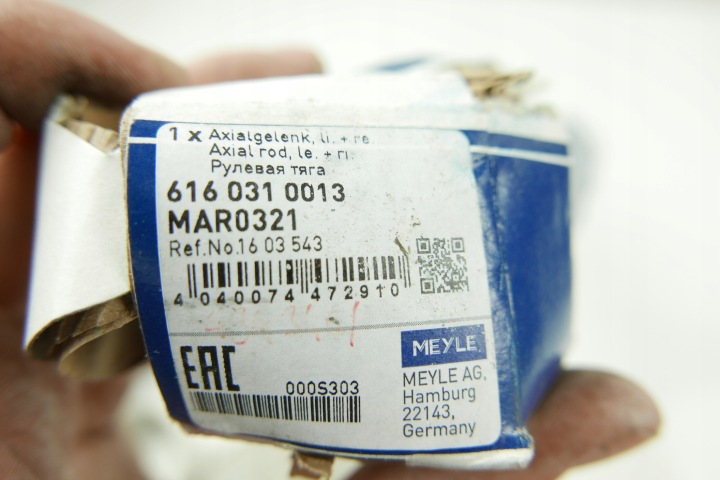 1 x Axialgelenk, li. + re.
Axial rod, le. + ri.
Рулевая тяга
616 031 0013
MAR0321
Ref.No.16 03 543
4 040074 472910
EAC
000S303
MEYLE
MEYLE AG,
Hamburg
22143,
Germany